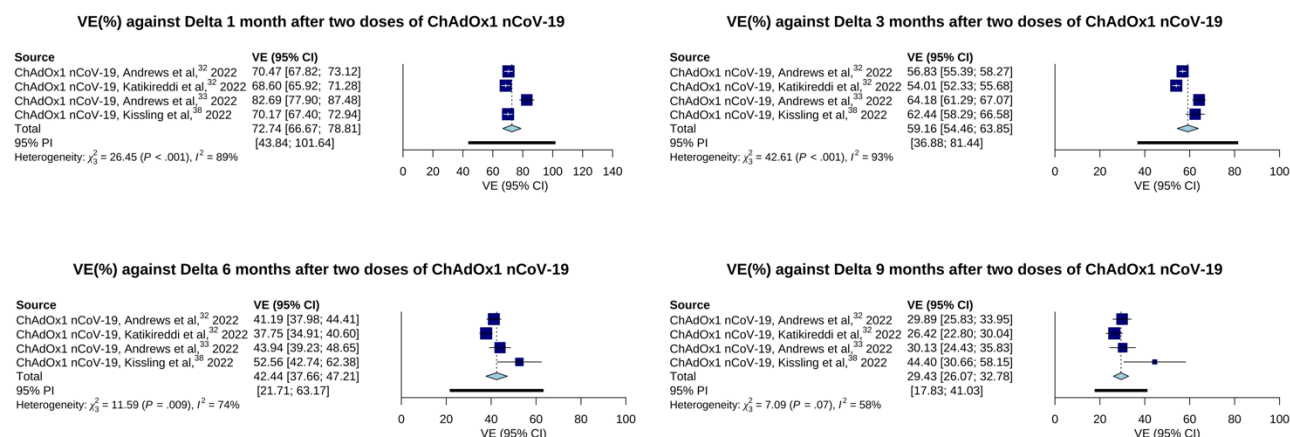 VE(%) against Delta 1 month after two doses of ChAdOx1 nCoV-19
Source VE (95% CI)
ChAdOx1 nCoV-19, Andrews et al,32 2022 70.47 [67.82; 73.12]
ChAdOx1 nCoV-19, Katikireddi et al,32 2022 68.60 [65.92; 71.28]
ChAdOx1 nCoV-19, Andrews et al,33 2022 82.69 [77.90; 87.48]
ChAdOx1 nCoV-19, Kissling et al,38 2022 70.17 [67.40; 72.94]
Total 72.74 [66.67; 78.81]
95% PI [43.84; 101.64]
Heterogeneity: χ²₃ = 26.45 (P < .001), I² = 89%
0 20 40 60 80 100 120 140
VE (95% CI)
VE(%) against Delta 3 months after two doses of ChAdOx1 nCoV-19
Source VE (95% CI)
ChAdOx1 nCoV-19, Andrews et al,32 2022 56.83 [55.39; 58.27]
ChAdOx1 nCoV-19, Katikireddi et al,32 2022 54.01 [52.33; 55.68]
ChAdOx1 nCoV-19, Andrews et al,33 2022 64.18 [61.29; 67.07]
ChAdOx1 nCoV-19, Kissling et al,38 2022 62.44 [58.29; 66.58]
Total 59.16 [54.46; 63.85]
95% PI [36.88; 81.44]
Heterogeneity: χ²₃ = 42.61 (P < .001), I² = 93%
0 20 40 60 80 100
VE (95% CI)
VE(%) against Delta 6 months after two doses of ChAdOx1 nCoV-19
Source VE (95% CI)
ChAdOx1 nCoV-19, Andrews et al,32 2022 41.19 [37.98; 44.41]
ChAdOx1 nCoV-19, Katikireddi et al,32 2022 37.75 [34.91; 40.60]
ChAdOx1 nCoV-19, Andrews et al,33 2022 43.94 [39.23; 48.65]
ChAdOx1 nCoV-19, Kissling et al,38 2022 52.56 [42.74; 62.38]
Total 42.44 [37.66; 47.21]
95% PI [21.71; 63.17]
Heterogeneity: χ²₃ = 11.59 (P = .009), I² = 74%
0 20 40 60 80 100
VE (95% CI)
VE(%) against Delta 9 months after two doses of ChAdOx1 nCoV-19
Source VE (95% CI)
ChAdOx1 nCoV-19, Andrews et al,32 2022 29.89 [25.83; 33.95]
ChAdOx1 nCoV-19, Katikireddi et al,32 2022 26.42 [22.80; 30.04]
ChAdOx1 nCoV-19, Andrews et al,33 2022 30.13 [24.43; 35.83]
ChAdOx1 nCoV-19, Kissling et al,38 2022 44.40 [30.66; 58.15]
Total 29.43 [26.07; 32.78]
95% PI [17.83; 41.03]
Heterogeneity: χ²₃ = 7.09 (P = .07), I² = 58%
0 20 40 60 80 100
VE (95% CI)